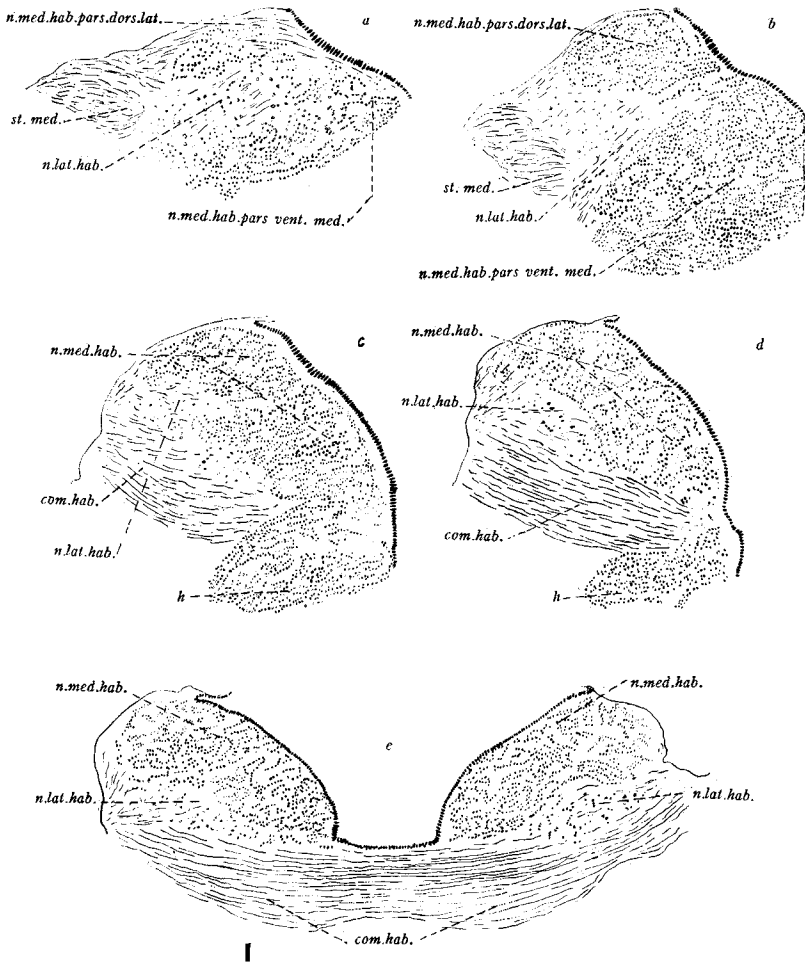 n.med.hab.pars.dors.lat.
a
st. med.
n.lat.hab.
n.med.hab.pars vent. med.
n.med.hab.pars.dors.lat.
b
st. med.
n.lat.hab.
n.med.hab.pars vent. med.
n.med.hab.
c
com.hab.
n.lat.hab.
h
n.med.hab.
d
n.lat.hab.
com.hab.
h
n.med.hab.
n.med.hab.
e
n.lat.hab.
n.lat.hab.
com.hab.